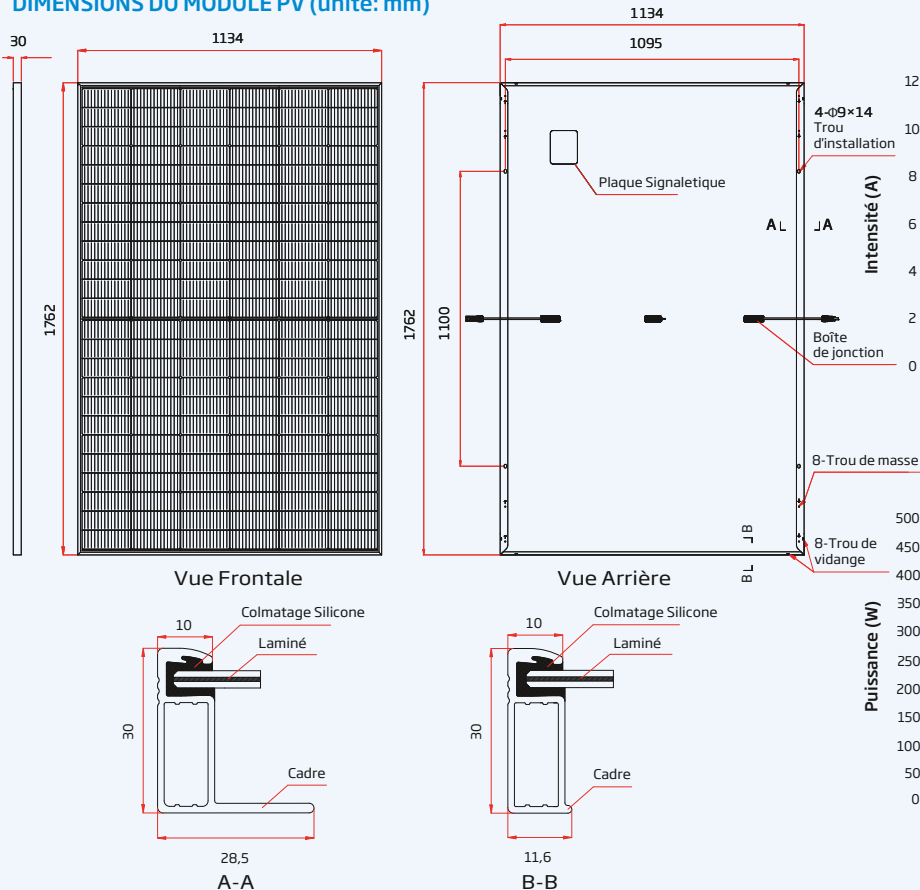 DIMENSIONS DU MODULE PV (unité: mm)
30
1134
1762
Vue Frontale
1134
1095
1762
1100
4-Φ9×14
Trou
d'installation
Plaque Signaletique
A
A
Boîte
de jonction
8-Trou de masse
B
B
8-Trou de
vidange
Vue Arrière
12
10
8
6
4
2
0
Intensité (A)
500
450
400
350
300
250
200
150
100
50
0
Puissance (W)
10
Colmatage Silicone
Laminé
30
Cadre
28,5
A-A
10
Colmatage Silicone
Laminé
30
Cadre
11,6
B-B